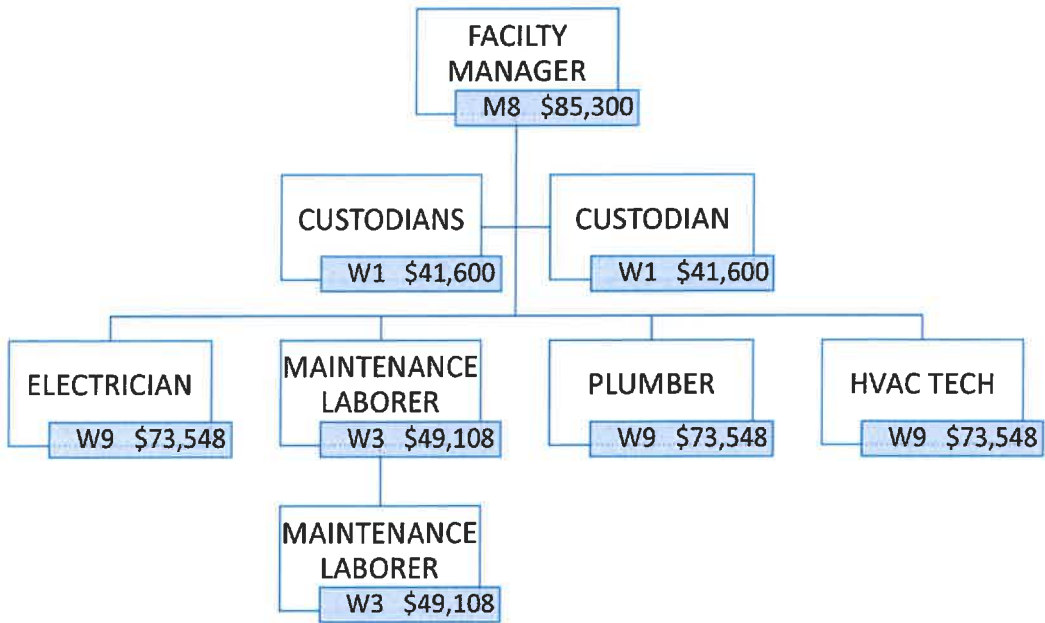 FACILTY
MANAGER
M8 $85,300
CUSTODIANS
W1 $41,600
CUSTODIAN
W1 $41,600
ELECTRICIAN
W9 $73,548
MAINTENANCE
LABORER
W3 $49,108
PLUMBER
W9 $73,548
HVAC TECH
W9 $73,548
MAINTENANCE
LABORER
W3 $49,108